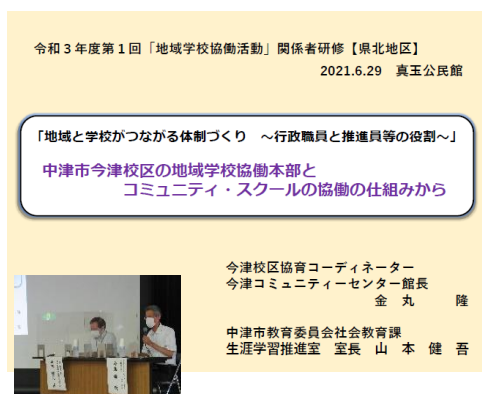 令和３年度第１回「地域学校協働活動」関係者研修【県北地区】
2021.6.29　真玉公民館
「地域と学校がつながる体制づくり　～行政職員と推進員等の役割～」
中津市今津校区の地域学校協働本部と
コミュニティ・スクールの協働の仕組みから
今津校区協育コーディネーター
今津コミュニティーセンター館長
金　丸　　　隆
中津市教育委員会社会教育課
生涯学習推進室　室長　山　本　健　吾